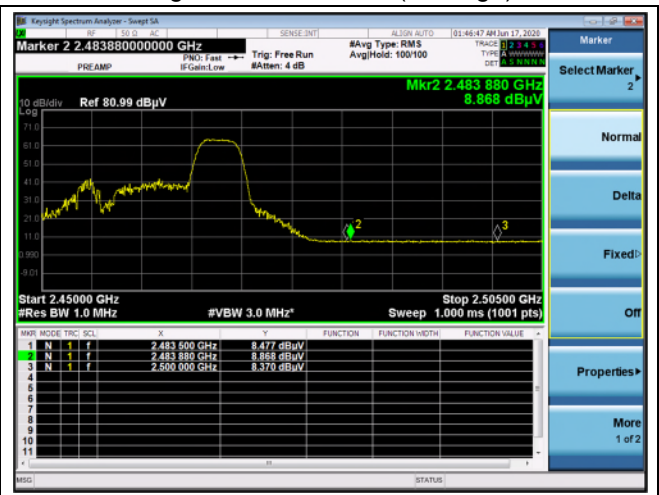 Keysight Spectrum Analyzer - Swept SA
RF 50 Ω AC SENSE:INT ALIGN AUTO 01:46:47 AM Jun 17, 2020
Marker 2 2.483880000000 GHz
PREAMP
PNO: Fast
IFGain:Low
Trig: Free Run
#Atten: 4 dB
#Avg Type: RMS
Avg|Hold: 100/100
TRACE 1 2 3 4 5 6
TYPE A WWWWW
DET A S N N N N
Mkr2 2.483 880 GHz
8.868 dBµV
10 dB/div Ref 80.99 dBµV
Log
71.0
61.0
51.0
41.0
31.0
21.0
11.0
0.990
-9.01
2
3
Start 2.45000 GHz Stop 2.50500 GHz
#Res BW 1.0 MHz #VBW 3.0 MHz* Sweep 1.000 ms (1001 pts)
MKR MODE TRC SCL X Y FUNCTION FUNCTION WIDTH FUNCTION VALUE
1 N 1 f 2.483 500 GHz 8.477 dBµV
2 N 1 f 2.483 880 GHz 8.868 dBµV
3 N 1 f 2.500 000 GHz 8.370 dBµV
4
5
6
7
8
9
10
11
MSG STATUS
Marker
Select Marker
2
Normal
Delta
Fixed
Off
Properties
More
1 of 2